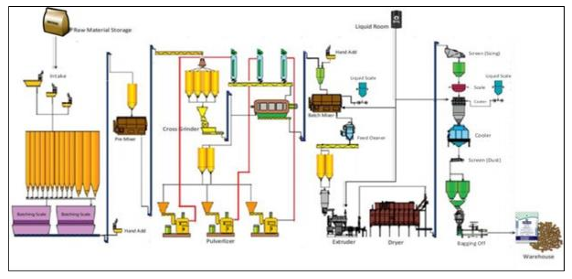 Raw Material Storage
Intake
Batching Scale
Batching Scale
Hand Add
Pre Mixer
Cross Grinder
Pulverizer
Hand Add
Liquid Scale
Batch Mixer
Feed Cleaner
Extruder
Dryer
Liquid Room
Screen (Sizing)
Scale
Liquid Scale
Coater
Cooler
Screen (Dust)
Bagging Off
Warehouse